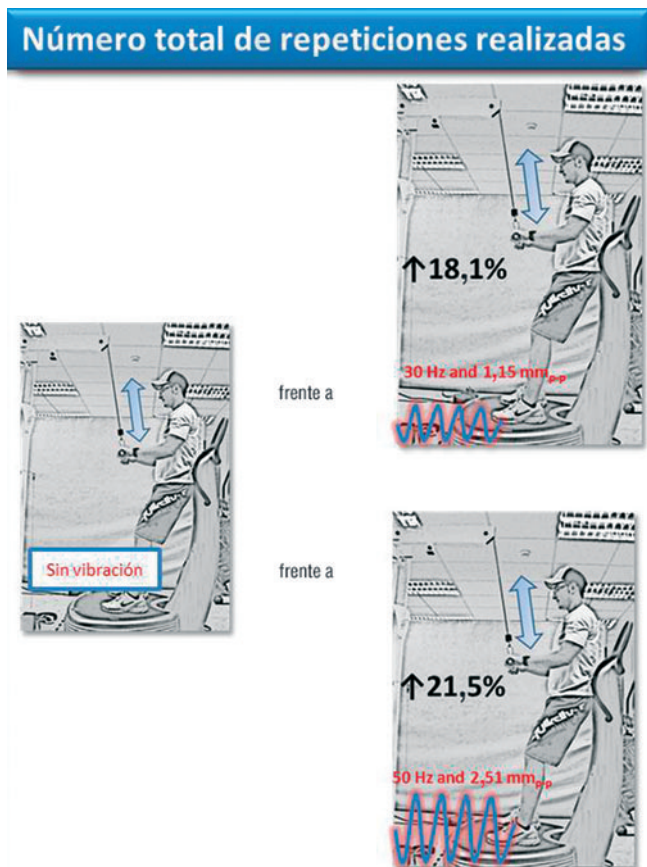 Número total de repeticiones realizadas
↑18,1%
30 Hz and 1,15 mmp-p
frente a
Sin vibración
frente a
↑21,5%
50 Hz and 2,51 mmp-p